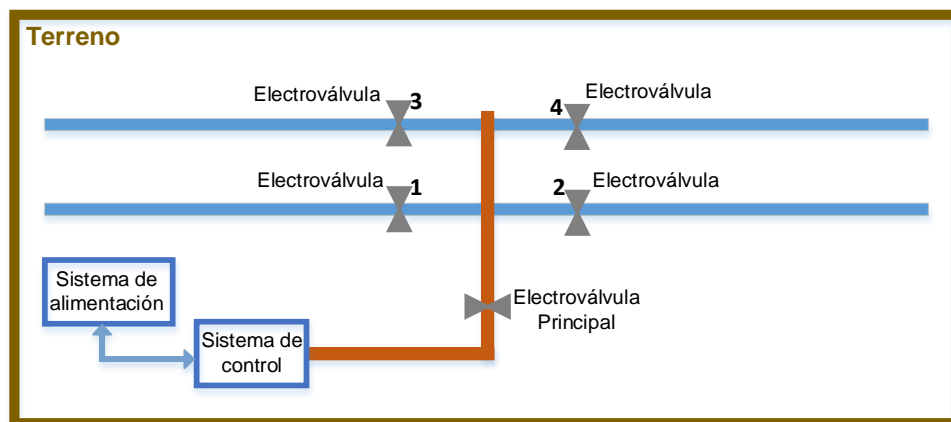 Terreno
Electroválvula
3
4
Electroválvula
Electroválvula
1
2
Electroválvula
Sistema de
alimentación
Electroválvula
Principal
Sistema de
control